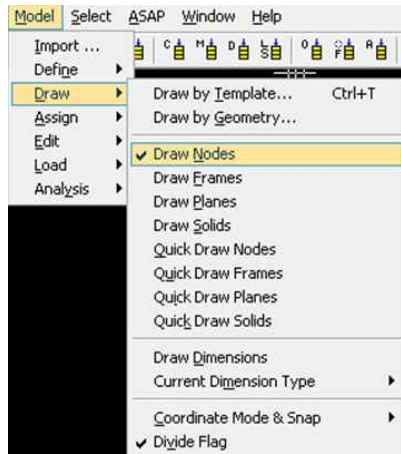 Model Select ASAP Window Help
Import ...
Define
Draw
Assign
Edit
Load
Analysis
Draw by Template... Ctrl+T
Draw by Geometry...
Draw Nodes
Draw Frames
Draw Planes
Draw Solids
Quick Draw Nodes
Quick Draw Frames
Quick Draw Planes
Quick Draw Solids
Draw Dimensions
Current Dimension Type
Coordinate Mode & Snap
Divide Flag